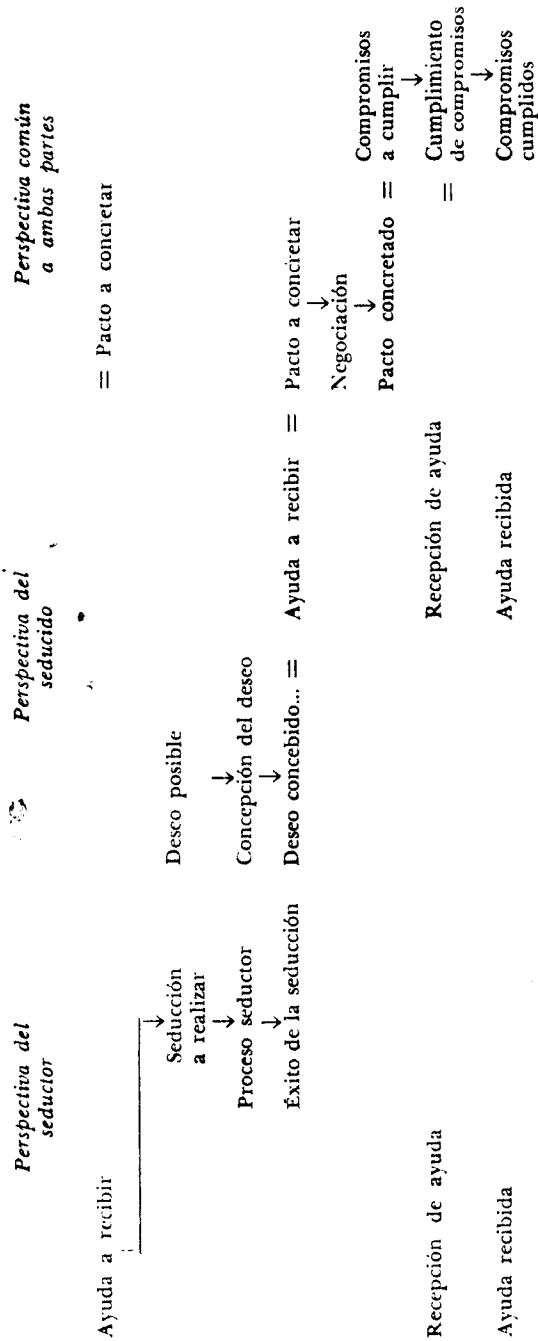 Perspectiva del
seductor
Perspectiva del
seducido
Perspectiva común
a ambas partes
Ayuda a recibir
= Pacto a concretar
↓
Seducción
a realizar
↓
Proceso seductor
↓
Éxito de la seducción
Deseo posible
↓
Concepción del deseo
↓
Deseo concebido... =
Ayuda a recibir =
Pacto a concretar
↓
Negociación
↓
Pacto concretado =
Compromisos
a cumplir
↓
Recepción de ayuda
Recepción de ayuda
=
Cumplimiento
de compromisos
↓
Ayuda recibida
Ayuda recibida
Compromisos
cumplidos